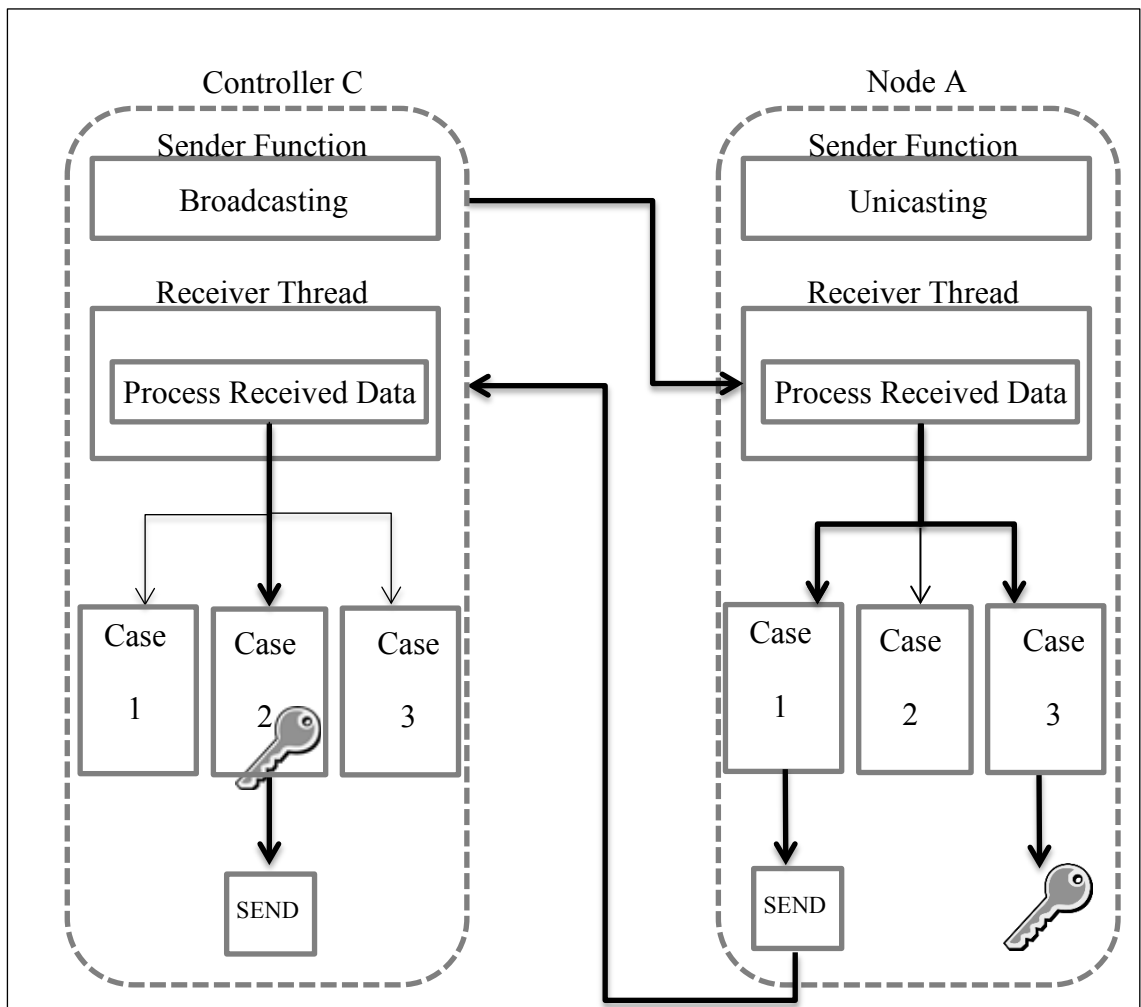 Controller C
Sender Function
Broadcasting
Receiver Thread
Process Received Data
Case
1
Case
2
Case
3
SEND
Node A
Sender Function
Unicasting
Receiver Thread
Process Received Data
Case
1
Case
2
Case
3
SEND